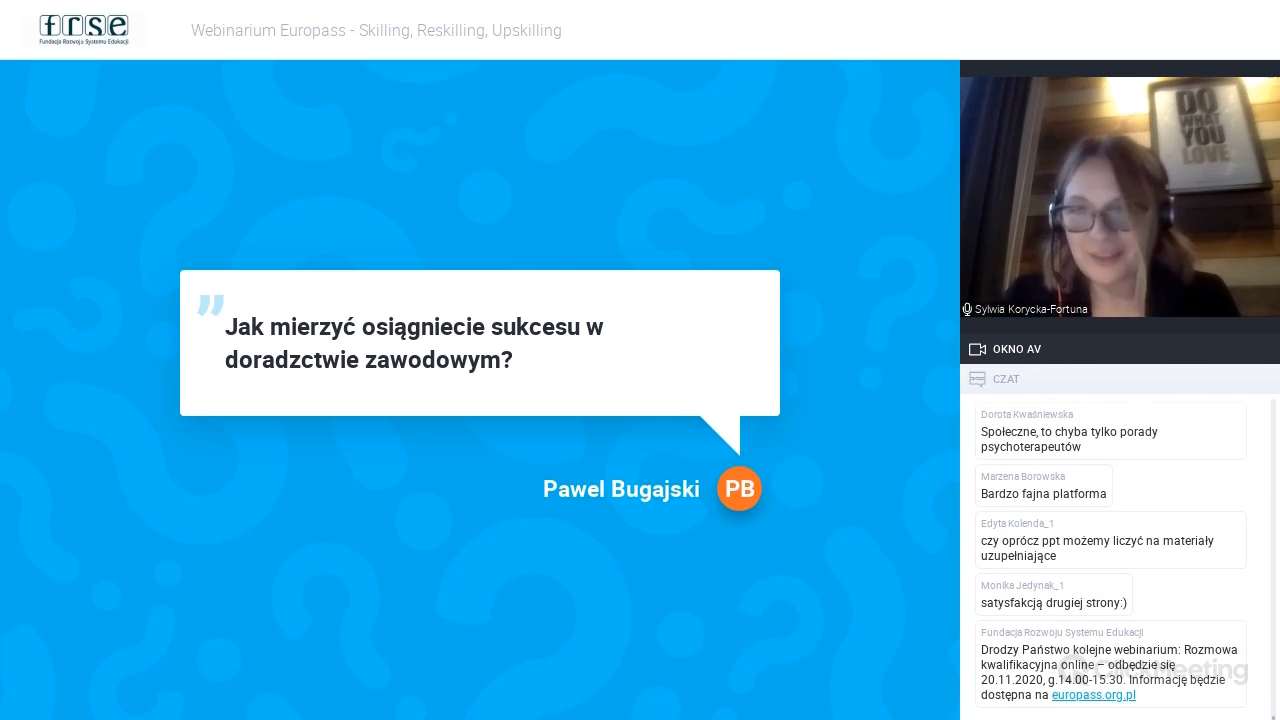 frse
Fundacja Rozwoju Systemu Edukacji
Webinarium Europass - Skilling, Reskilling, Upskilling
DO
WHAT
YOU
LOVE
Sylwia Korycka-Fortuna
OKNO AV
CZAT
"
Jak mierzyć osiągniecie sukcesu w
doradzctwie zawodowym?
Pawel Bugajski PB
Dorota Kwaśniewska
Społeczne, to chyba tylko porady
psychoterapeutów
Marzena Borowska
Bardzo fajna platforma
Edyta Kolenda_1
czy oprócz ppt możemy liczyć na materiały
uzupełniające
Monika Jedynak_1
satysfakcją drugiej strony:)
Fundacja Rozwoju Systemu Edukacji
Drodzy Państwo kolejne webinarium: Rozmowa
kwalifikacyjna online – odbędzie się
20.11.2020, g.14.00-15.30. Informację będzie
dostępna na europass.org.pl